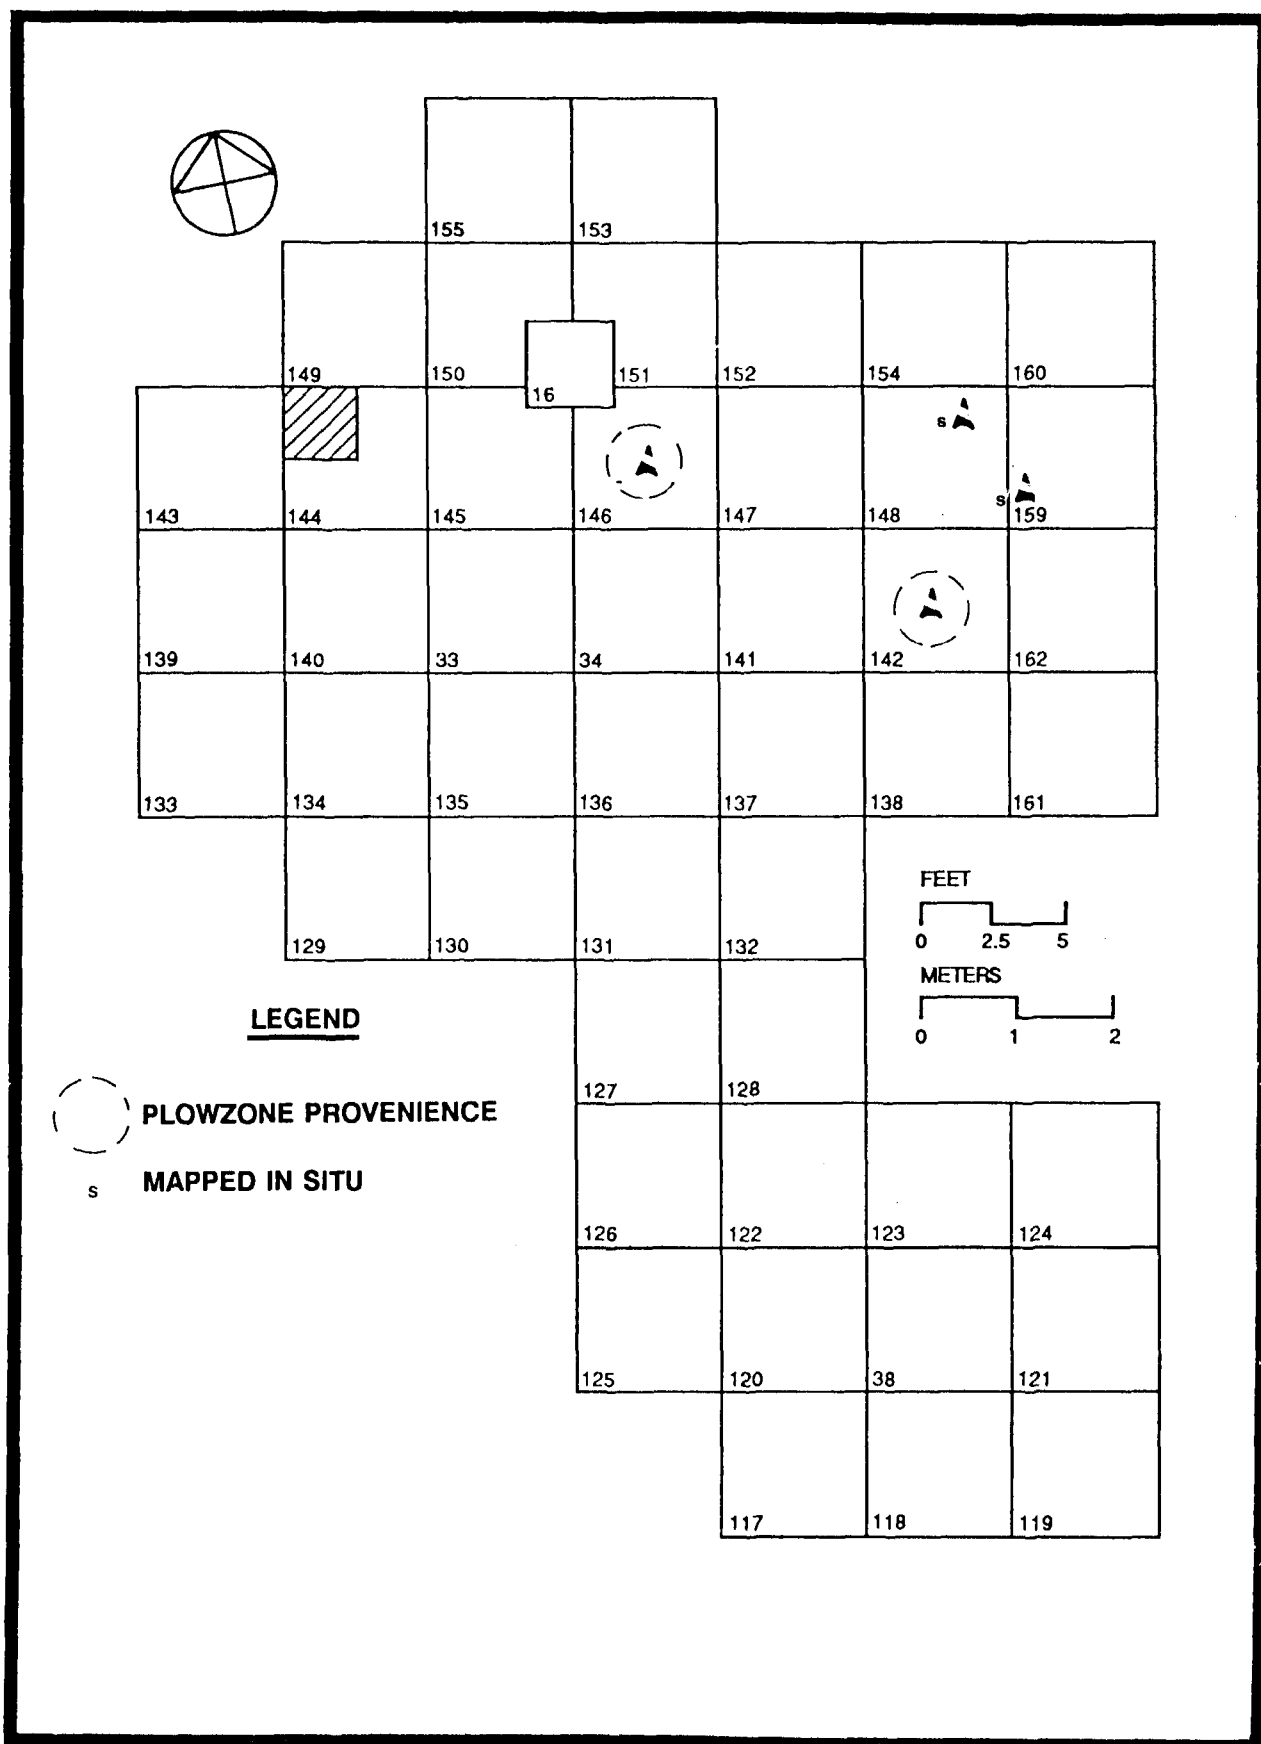 155 153
149 150 16 151 152 154 160
s
s
143 144 145 146 147 148 159
139 140 33 34 141 142 162
133 134 135 136 137 138 161
FEET
0 2.5 5
129 130 131 132
METERS
0 1 2
LEGEND
127 128
PLOWZONE PROVENIENCE
s MAPPED IN SITU
126 122 123 124
125 120 38 121
117 118 119